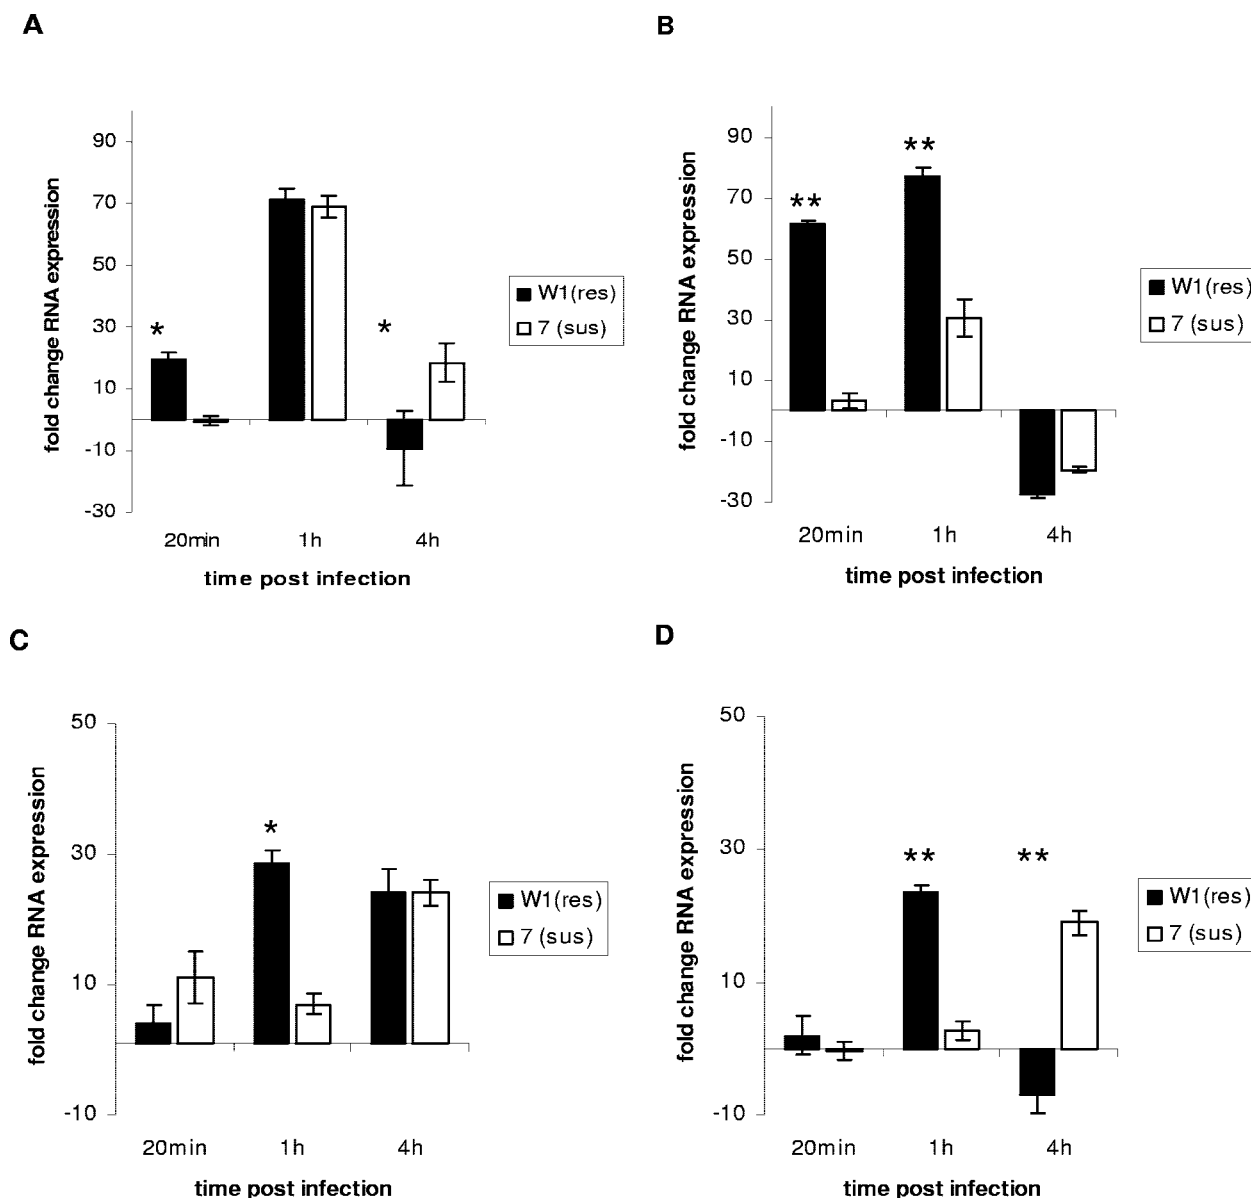 A
fold change RNA expression
90
70
50
30
10
-10
-30
*
*
W1(res)
7 (sus)
20min 1h 4h
time post infection
B
fold change RNA expression
90
70
50
30
10
-10
-30
**
**
W1(res)
7 (sus)
20min 1h 4h
time post infection
C
fold change RNA expression
50
30
10
-10
*
W1(res)
7 (sus)
20min 1h 4h
time post infection
D
fold change RNA expression
50
30
10
-10
** **
W1(res)
7 (sus)
20min 1h 4h
time post infection